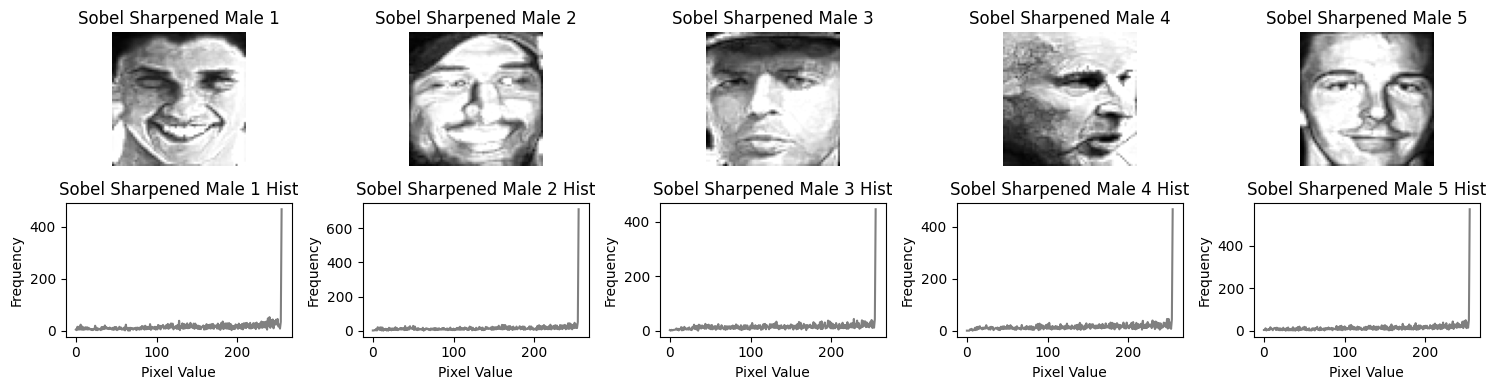 Sobel Sharpened Male 1
Sobel Sharpened Male 2
Sobel Sharpened Male 3
Sobel Sharpened Male 4
Sobel Sharpened Male 5
Sobel Sharpened Male 1 Hist
Sobel Sharpened Male 2 Hist
Sobel Sharpened Male 3 Hist
Sobel Sharpened Male 4 Hist
Sobel Sharpened Male 5 Hist
Frequency
400
200
0
0 100 200
Pixel Value
Frequency
600
400
200
0
0 100 200
Pixel Value
Frequency
400
200
0
0 100 200
Pixel Value
Frequency
400
200
0
0 100 200
Pixel Value
Frequency
400
200
0
0 100 200
Pixel Value